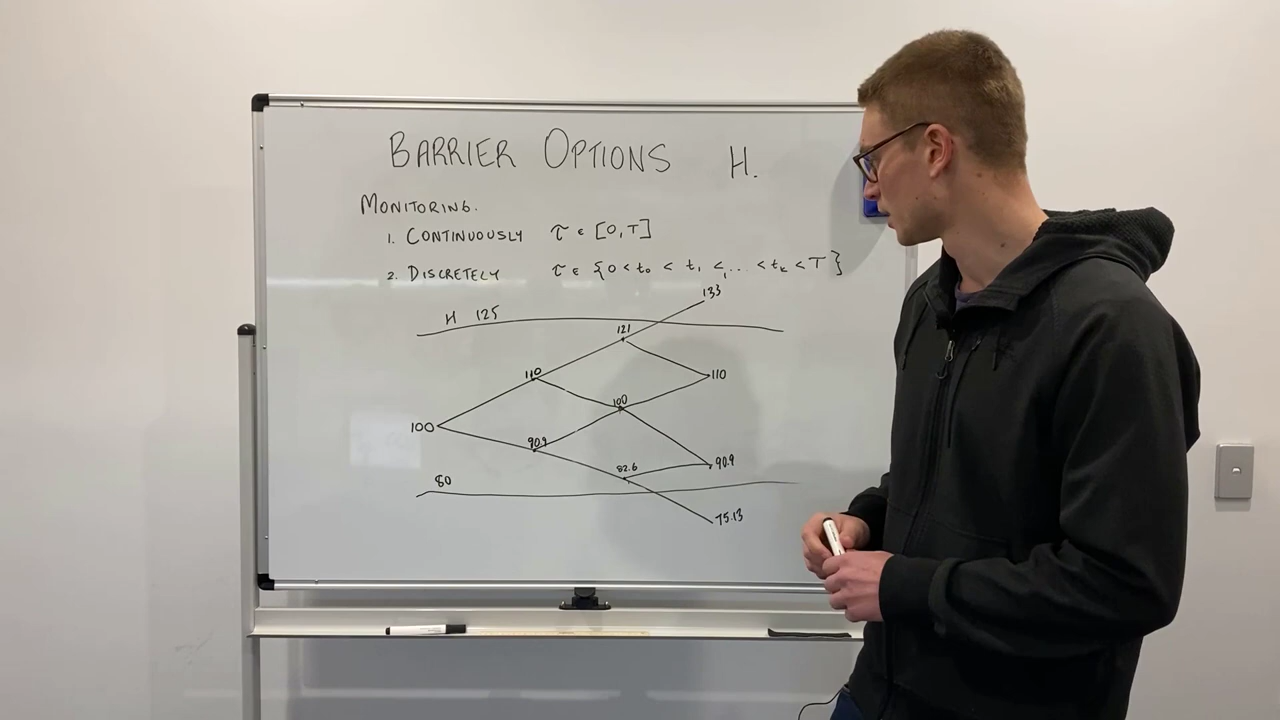 BARRIER OPTIONS H.
MONITORING.
1. CONTINUOUSLY τ ε [0,T]
2. DISCRETELY τ ε {0 < t₀ < t₁ < ... < tₖ < T}
133
H 125
121
110
110
100
100
90.9
90.9
82.6
80
75.13